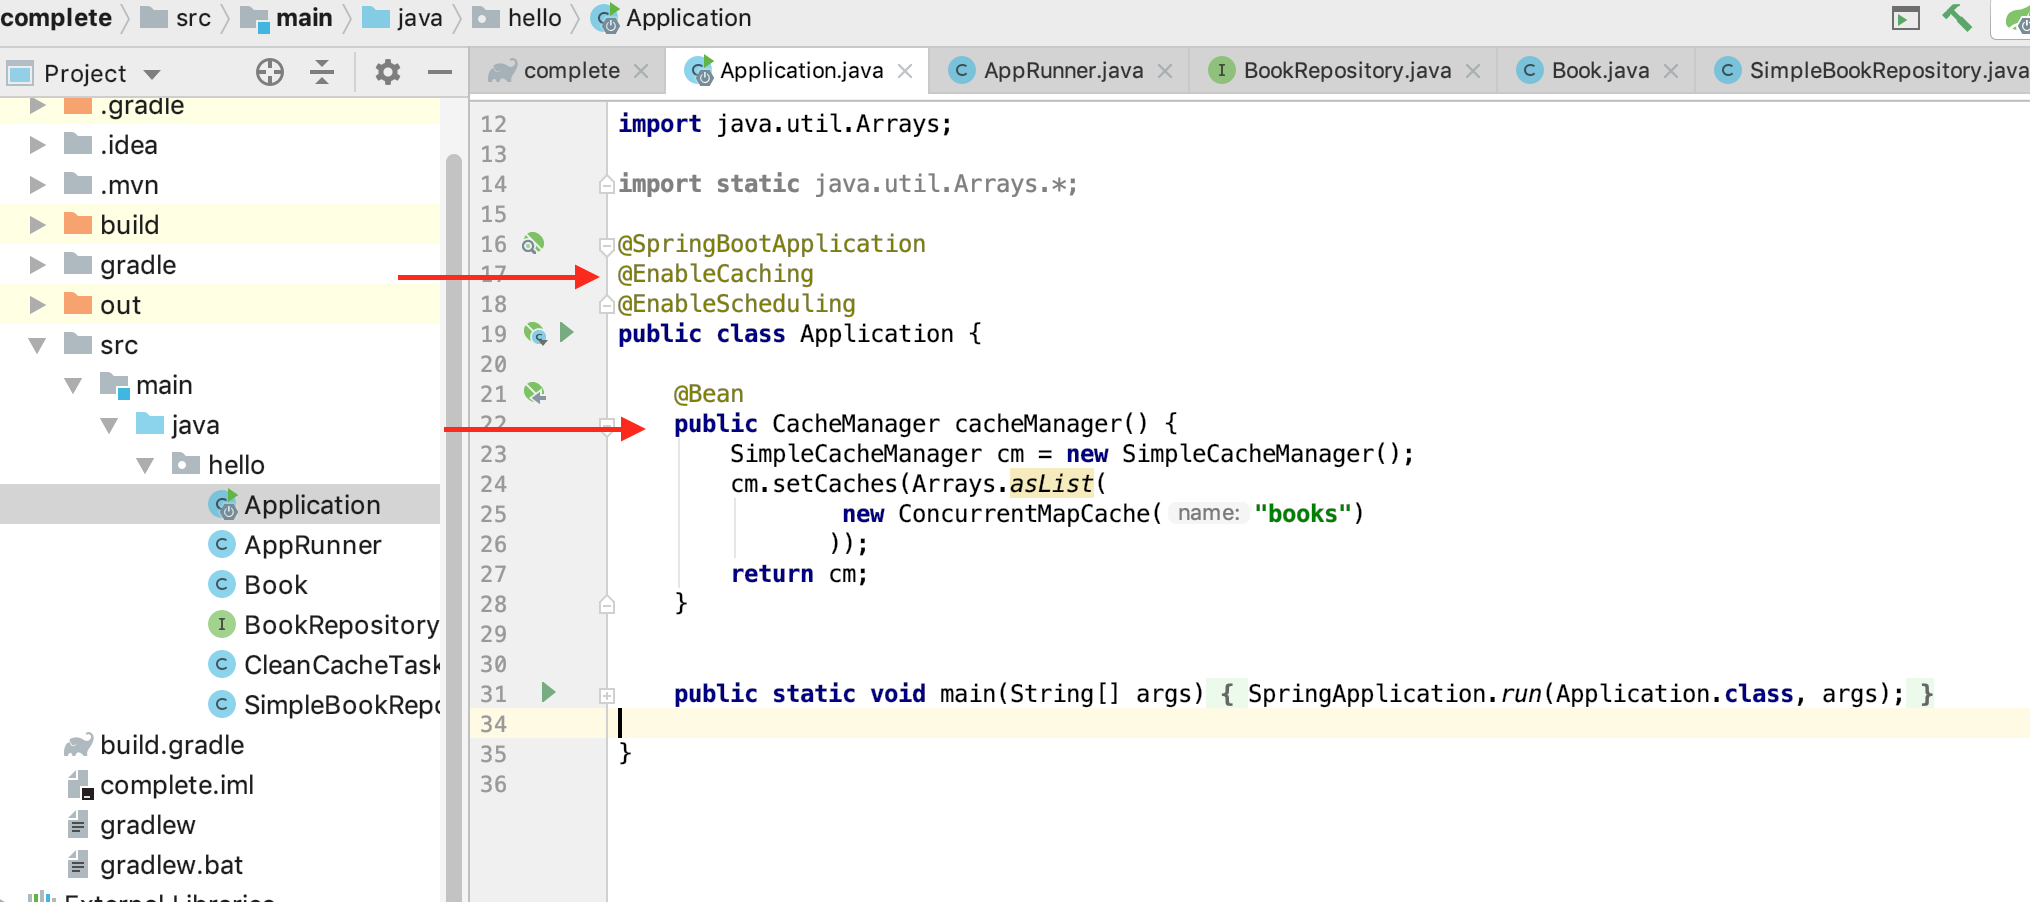 complete src main java hello Application
Project
complete Application.java AppRunner.java BookRepository.java Book.java SimpleBookRepository.java
.gradle
.idea
.mvn
build
gradle
out
src
main
java
hello
Application
AppRunner
Book
BookRepository
CleanCacheTask
SimpleBookRepo
build.gradle
complete.iml
gradlew
gradlew.bat
External Libraries
12 import java.util.Arrays;
13
14 import static java.util.Arrays.*;
15
16 @SpringBootApplication
17 @EnableCaching
18 @EnableScheduling
19 public class Application {
20
21 @Bean
22 public CacheManager cacheManager() {
23 SimpleCacheManager cm = new SimpleCacheManager();
24 cm.setCaches(Arrays.asList(
25 new ConcurrentMapCache( name: "books")
26 ));
27 return cm;
28 }
29
30
31 public static void main(String[] args) { SpringApplication.run(Application.class, args); }
34
35 }
36